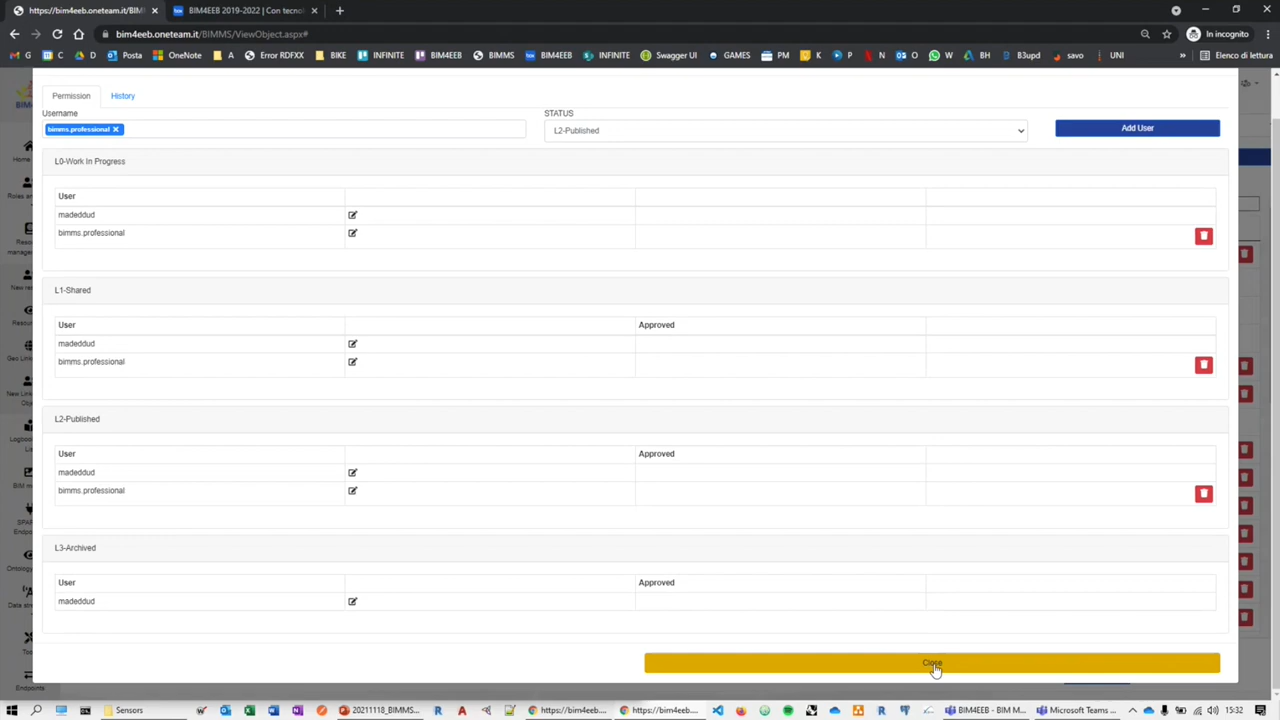 https://bim4eeb.oneteam.it/BIM
BIM4EEB 2019-2022 | Con tecnol
bim4eeb.oneteam.it/BIMMS/ViewObject.aspx#
In incognito
G
C
Posta
OneNote
Error RDFXX
BIKE
INFINITE
BIM4EEB
BIMMS
BIM4EEB
INFINITE
Swagger UI
GAMES
PM
P
N
O
W
T
B3upd
savo
UNI
»
Elenco di lettura
Permission
History
Username
STATUS
bimms.professional
L2-Published
Add User
L0-Work In Progress
User
madeddud
bimms.professional
L1-Shared
User Approved
madeddud
bimms.professional
L2-Published
User Approved
madeddud
bimms.professional
L3-Archived
User Approved
madeddud
Close
Endpoints
Sensors
20211118_BIMMS...
https://bim4eeb....
https://bim4eeb....
BIM4EEB - BIM M...
Microsoft Teams
15:32